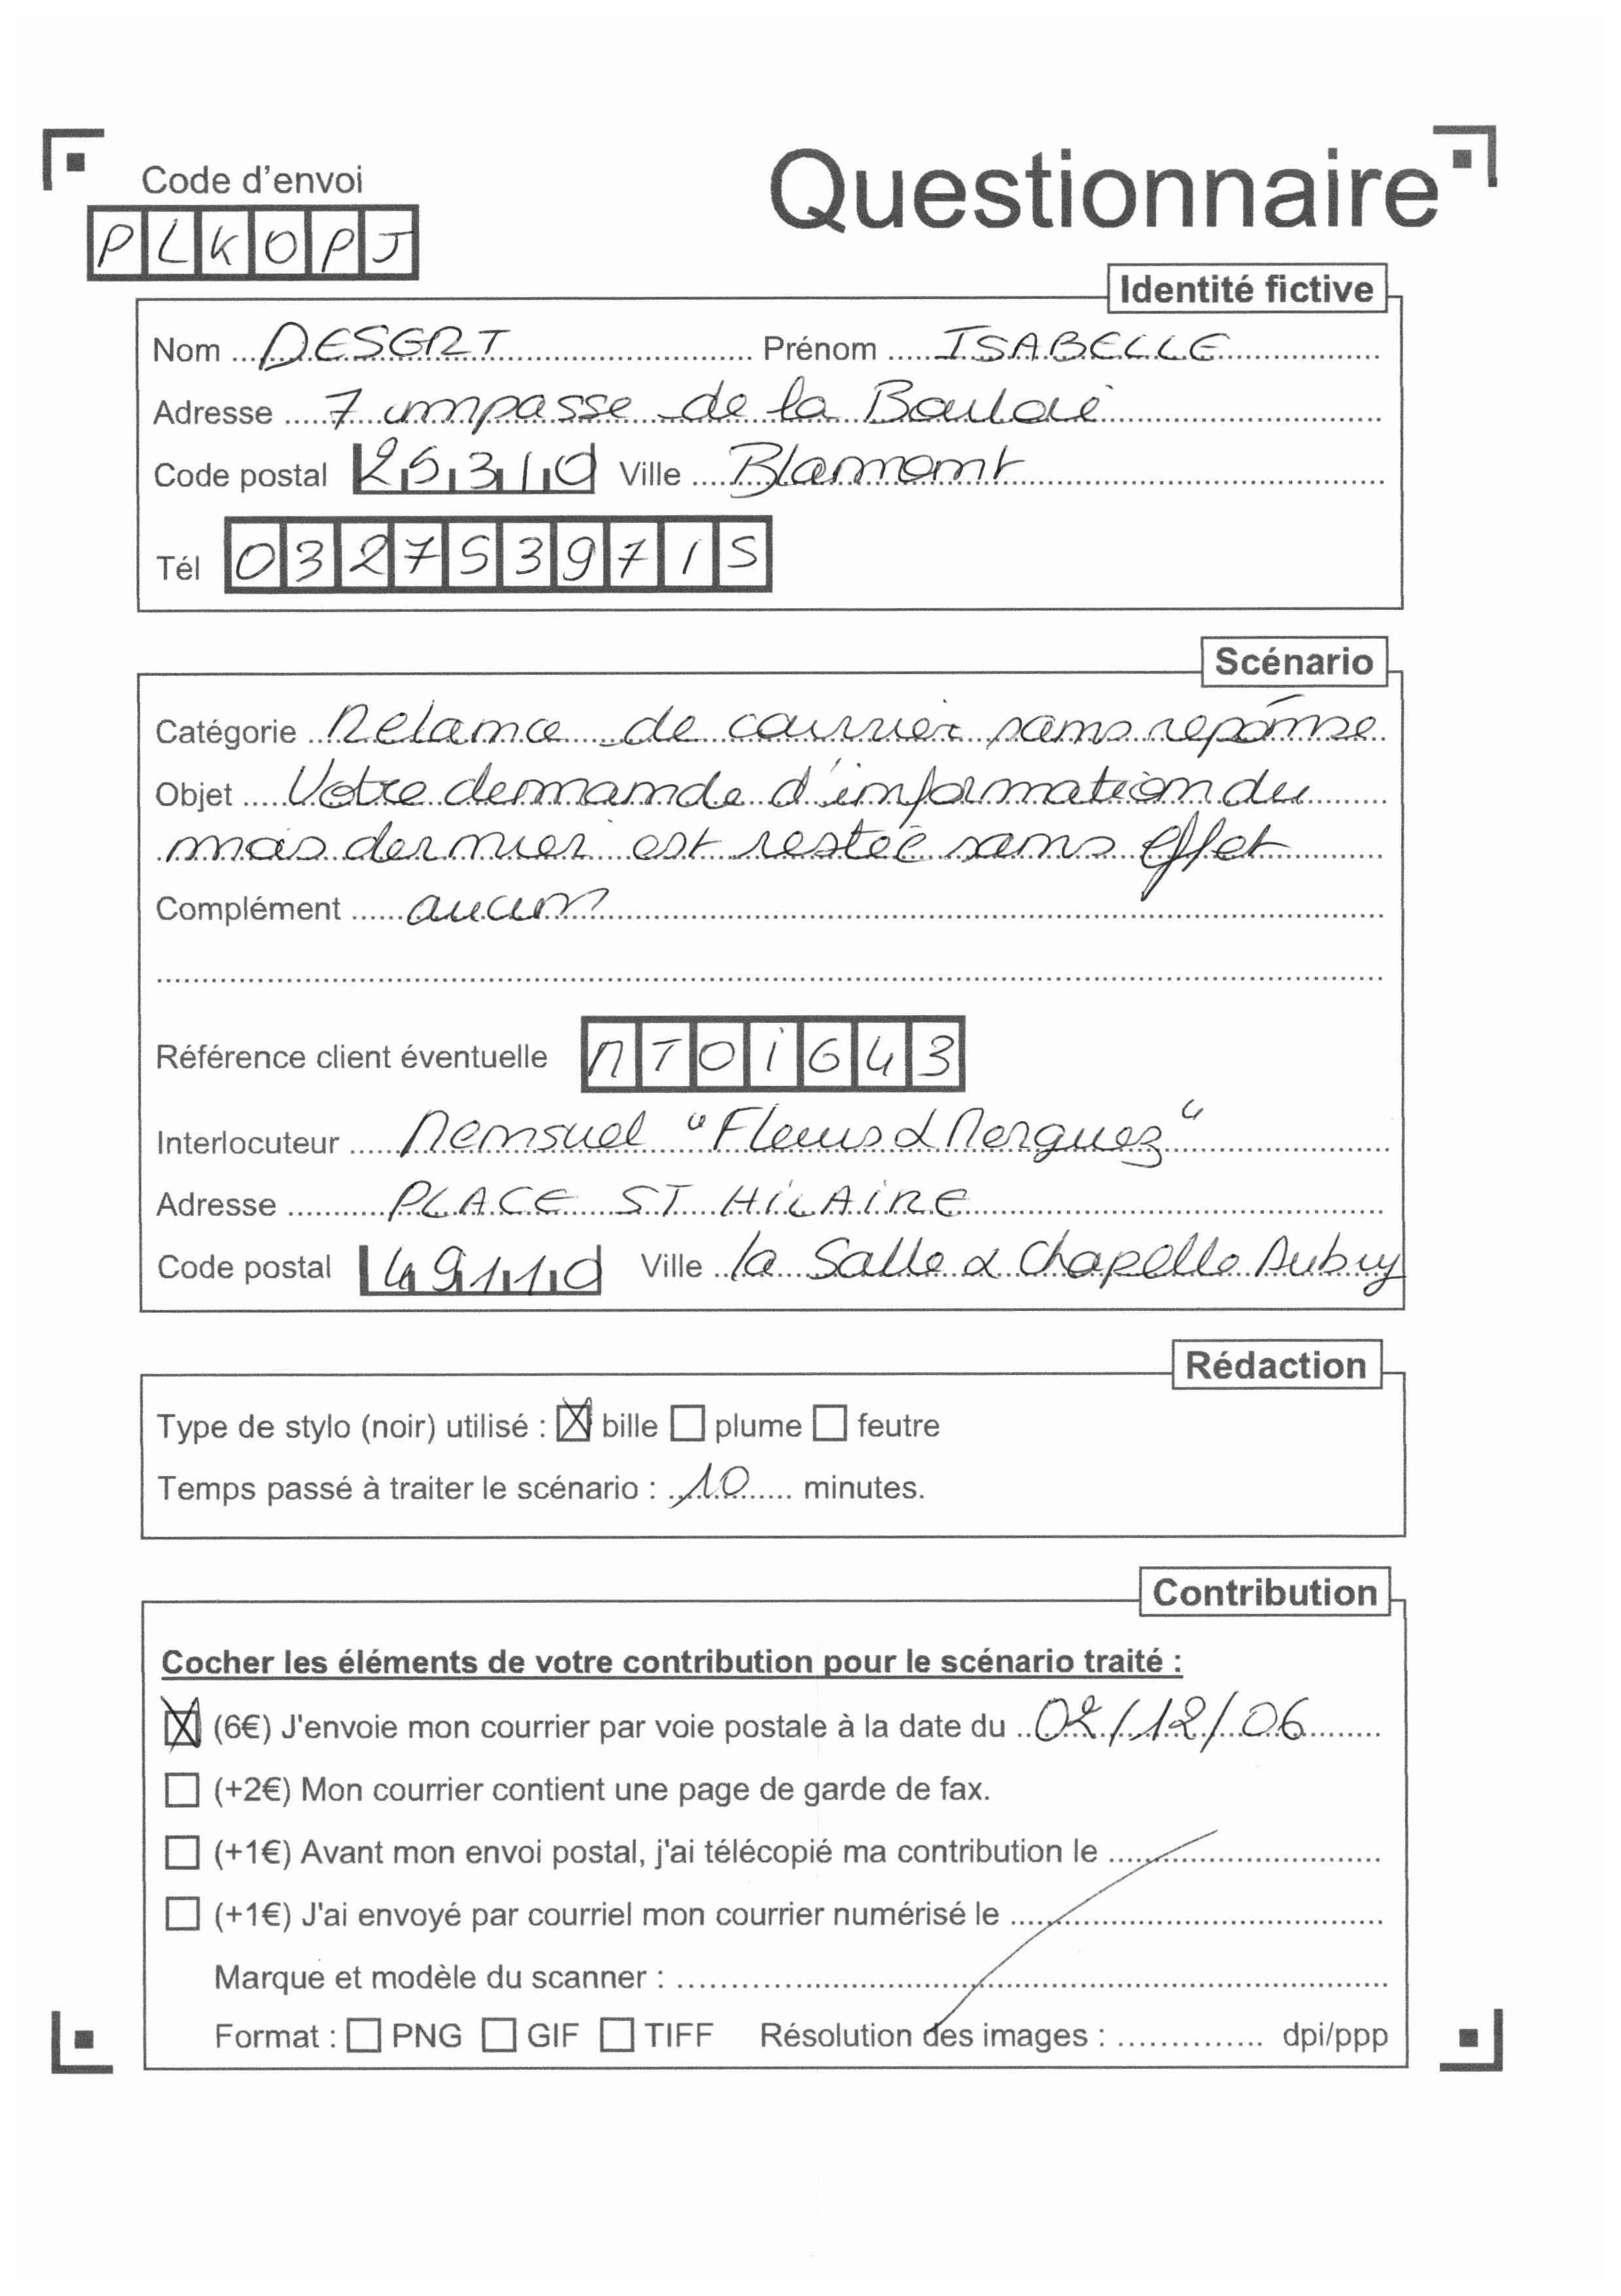 Code d'envoi
PLKOPJ
Questionnaire
Identité fictive
Nom DESERT Prénom ISABELLE
Adresse 7 impasse de la Boulaie
Code postal 25310 Ville Blamont
Tél 0327539715
Scénario
Catégorie Relance de courrier sans réponse
Objet Votre demande d'information du
mois dernier est restée sans effet
Complément aucun
Référence client éventuelle MTOI643
Interlocuteur Mensuel "Fleurs & Merguez"
Adresse PLACE ST HILAIRE
Code postal 49110 Ville la Salle & Chapelle Aubry
Rédaction
Type de stylo (noir) utilisé : bille plume feutre
Temps passé à traiter le scénario : 10 minutes.
Contribution
Cocher les éléments de votre contribution pour le scénario traité :
(6€) J'envoie mon courrier par voie postale à la date du 02/12/06
(+2€) Mon courrier contient une page de garde de fax.
(+1€) Avant mon envoi postal, j'ai télécopié ma contribution le
(+1€) J'ai envoyé par courriel mon courrier numérisé le
Marque et modèle du scanner :
Format : PNG GIF TIFF Résolution des images : dpi/ppp